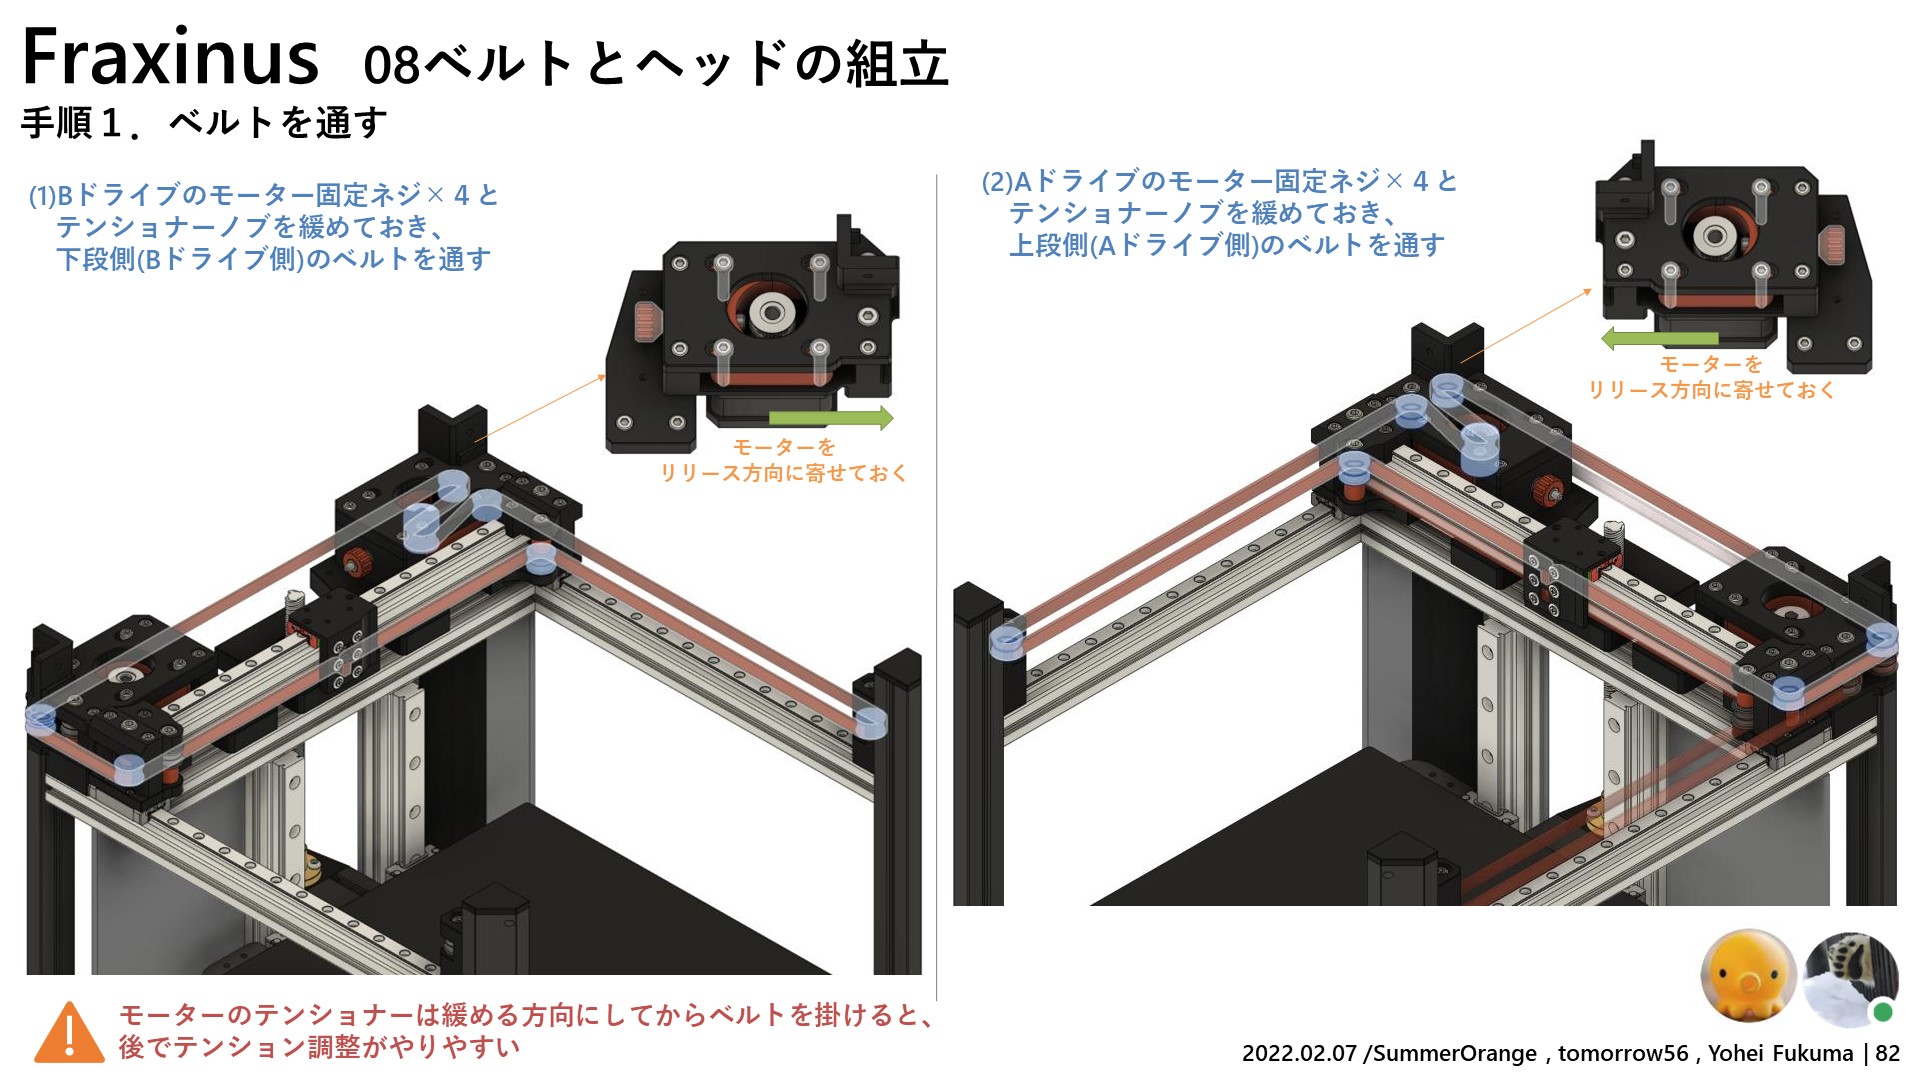 Fraxinus 08ベルトとヘッドの組立
手順１．ベルトを通す
(1)Bドライブのモーター固定ネジ×４と
テンショナーノブを緩めておき、
下段側(Bドライブ側)のベルトを通す
モーターを
リリース方向に寄せておく
(2)Aドライブのモーター固定ネジ×４と
テンショナーノブを緩めておき、
上段側(Aドライブ側)のベルトを通す
モーターを
リリース方向に寄せておく
モーターのテンショナーは緩める方向にしてからベルトを掛けると、
後でテンション調整がやりやすい
2022.02.07 /SummerOrange , tomorrow56 , Yohei Fukuma | 82